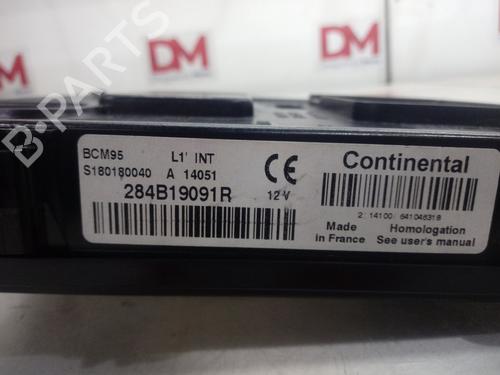 DM
DM
DM
B-PARTS
BCM95 L1' INT
S180180040 A 14051
284B19091R 12V
CE
Continental
2: 14100: 641046318
Made in France
Homologation See user's manual